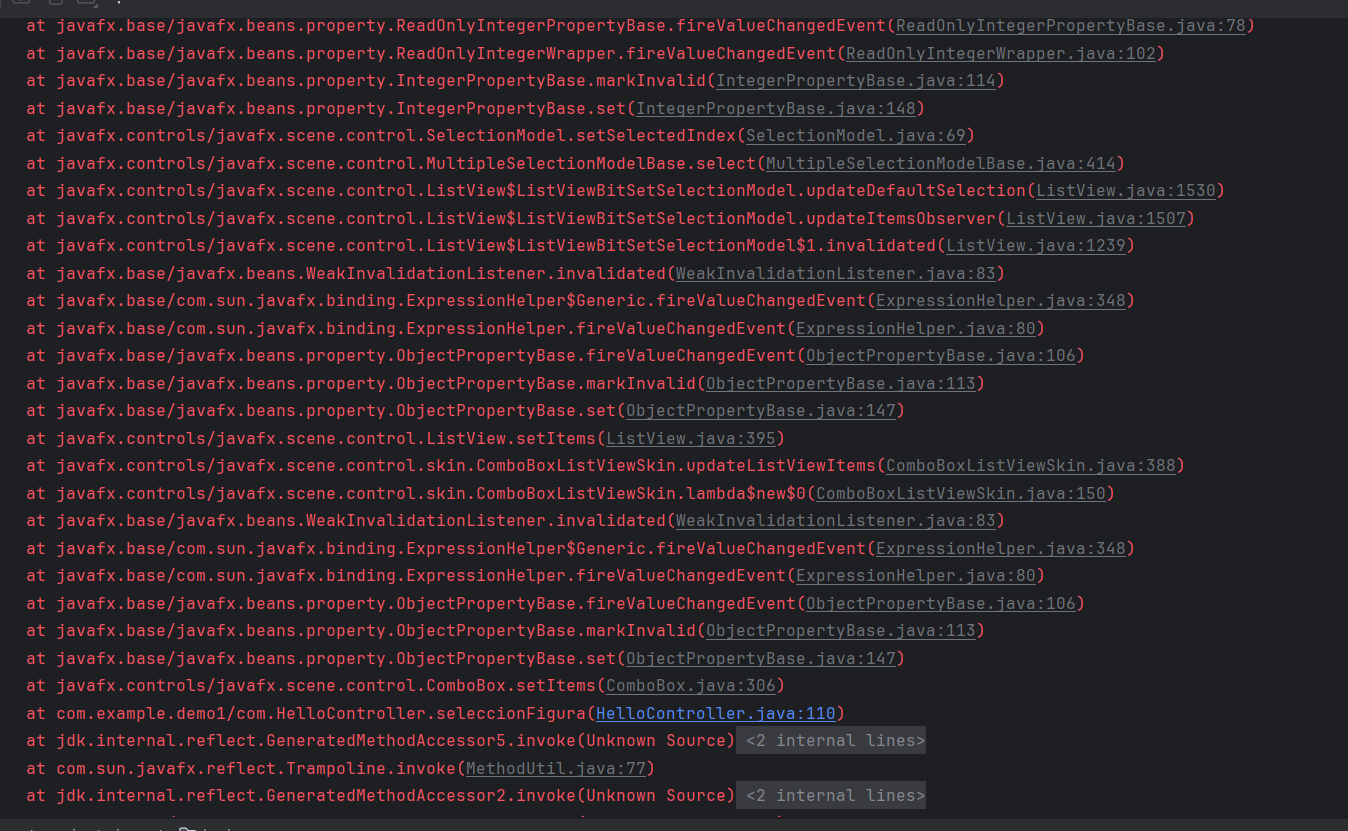 at javafx.base/javafx.beans.property.ReadOnlyIntegerPropertyBase.fireValueChangedEvent(ReadOnlyIntegerPropertyBase.java:78)
at javafx.base/javafx.beans.property.ReadOnlyIntegerWrapper.fireValueChangedEvent(ReadOnlyIntegerWrapper.java:102)
at javafx.base/javafx.beans.property.IntegerPropertyBase.markInvalid(IntegerPropertyBase.java:114)
at javafx.base/javafx.beans.property.IntegerPropertyBase.set(IntegerPropertyBase.java:148)
at javafx.controls/javafx.scene.control.SelectionModel.setSelectedIndex(SelectionModel.java:69)
at javafx.controls/javafx.scene.control.MultipleSelectionModelBase.select(MultipleSelectionModelBase.java:414)
at javafx.controls/javafx.scene.control.ListView$ListViewBitSetSelectionModel.updateDefaultSelection(ListView.java:1530)
at javafx.controls/javafx.scene.control.ListView$ListViewBitSetSelectionModel.updateItemsObserver(ListView.java:1507)
at javafx.controls/javafx.scene.control.ListView$ListViewBitSetSelectionModel$1.invalidated(ListView.java:1239)
at javafx.base/javafx.beans.WeakInvalidationListener.invalidated(WeakInvalidationListener.java:83)
at javafx.base/com.sun.javafx.binding.ExpressionHelper$Generic.fireValueChangedEvent(ExpressionHelper.java:348)
at javafx.base/com.sun.javafx.binding.ExpressionHelper.fireValueChangedEvent(ExpressionHelper.java:80)
at javafx.base/javafx.beans.property.ObjectPropertyBase.fireValueChangedEvent(ObjectPropertyBase.java:106)
at javafx.base/javafx.beans.property.ObjectPropertyBase.markInvalid(ObjectPropertyBase.java:113)
at javafx.base/javafx.beans.property.ObjectPropertyBase.set(ObjectPropertyBase.java:147)
at javafx.controls/javafx.scene.control.ListView.setItems(ListView.java:395)
at javafx.controls/javafx.scene.control.skin.ComboBoxListViewSkin.updateListViewItems(ComboBoxListViewSkin.java:388)
at javafx.controls/javafx.scene.control.skin.ComboBoxListViewSkin.lambda$new$0(ComboBoxListViewSkin.java:150)
at javafx.base/javafx.beans.WeakInvalidationListener.invalidated(WeakInvalidationListener.java:83)
at javafx.base/com.sun.javafx.binding.ExpressionHelper$Generic.fireValueChangedEvent(ExpressionHelper.java:348)
at javafx.base/com.sun.javafx.binding.ExpressionHelper.fireValueChangedEvent(ExpressionHelper.java:80)
at javafx.base/javafx.beans.property.ObjectPropertyBase.fireValueChangedEvent(ObjectPropertyBase.java:106)
at javafx.base/javafx.beans.property.ObjectPropertyBase.markInvalid(ObjectPropertyBase.java:113)
at javafx.base/javafx.beans.property.ObjectPropertyBase.set(ObjectPropertyBase.java:147)
at javafx.controls/javafx.scene.control.ComboBox.setItems(ComboBox.java:306)
at com.example.demo1/com.HelloController.seleccionFigura(HelloController.java:110)
at jdk.internal.reflect.GeneratedMethodAccessor5.invoke(Unknown Source) <2 internal lines>
at com.sun.javafx.reflect.Trampoline.invoke(MethodUtil.java:77)
at jdk.internal.reflect.GeneratedMethodAccessor2.invoke(Unknown Source) <2 internal lines>